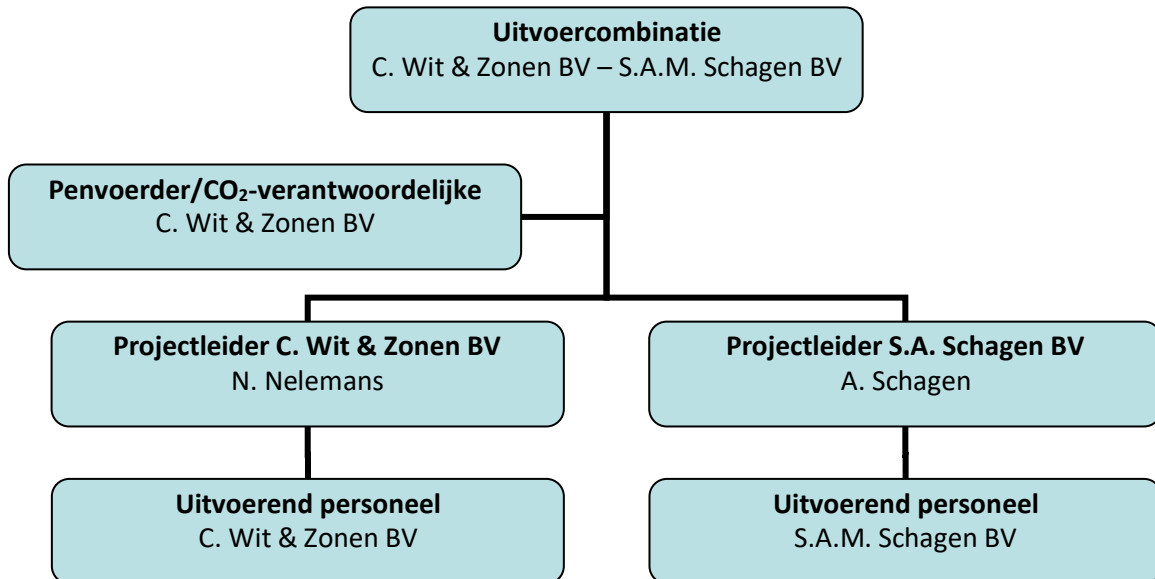 Uitvoercombinatie
C. Wit & Zonen BV – S.A.M. Schagen BV
Penvoerder/CO₂-verantwoordelijke
C. Wit & Zonen BV
Projectleider C. Wit & Zonen BV
N. Nelemans
Projectleider S.A. Schagen BV
A. Schagen
Uitvoerend personeel
C. Wit & Zonen BV
Uitvoerend personeel
S.A.M. Schagen BV